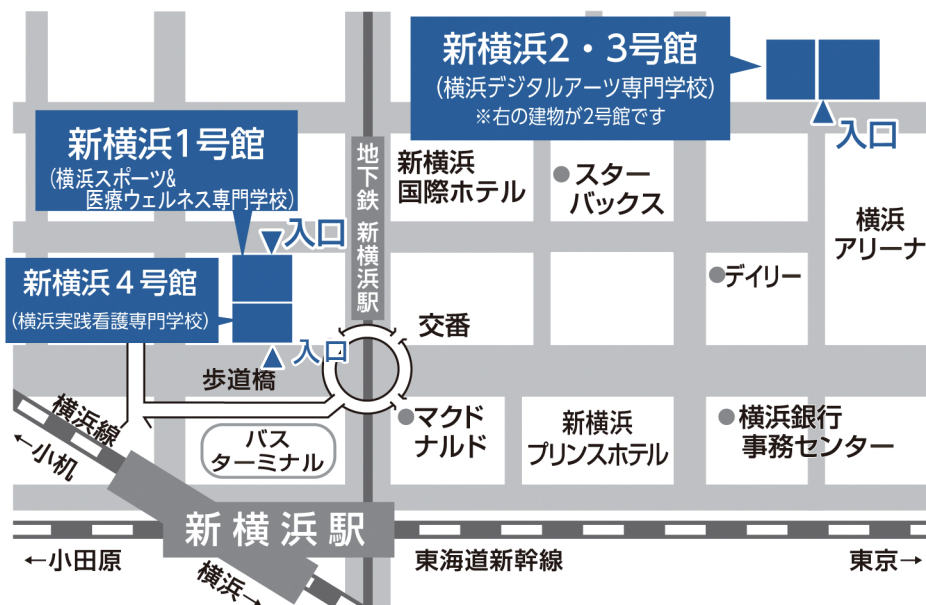 新横浜2・3号館
(横浜デジタルアーツ専門学校)
※右の建物が2号館です
入口
新横浜1号館
(横浜スポーツ&
医療ウェルネス専門学校)
入口
新横浜4号館
(横浜実践看護専門学校)
入口
地下鉄 新横浜駅
新横浜
国際ホテル
スター
バックス
横浜
アリーナ
デイリー
交番
歩道橋
バス
ターミナル
マクド
ナルド
新横浜
プリンスホテル
横浜銀行
事務センター
横浜線
←小机
新横浜駅
横浜→
←小田原
東海道新幹線
東京→